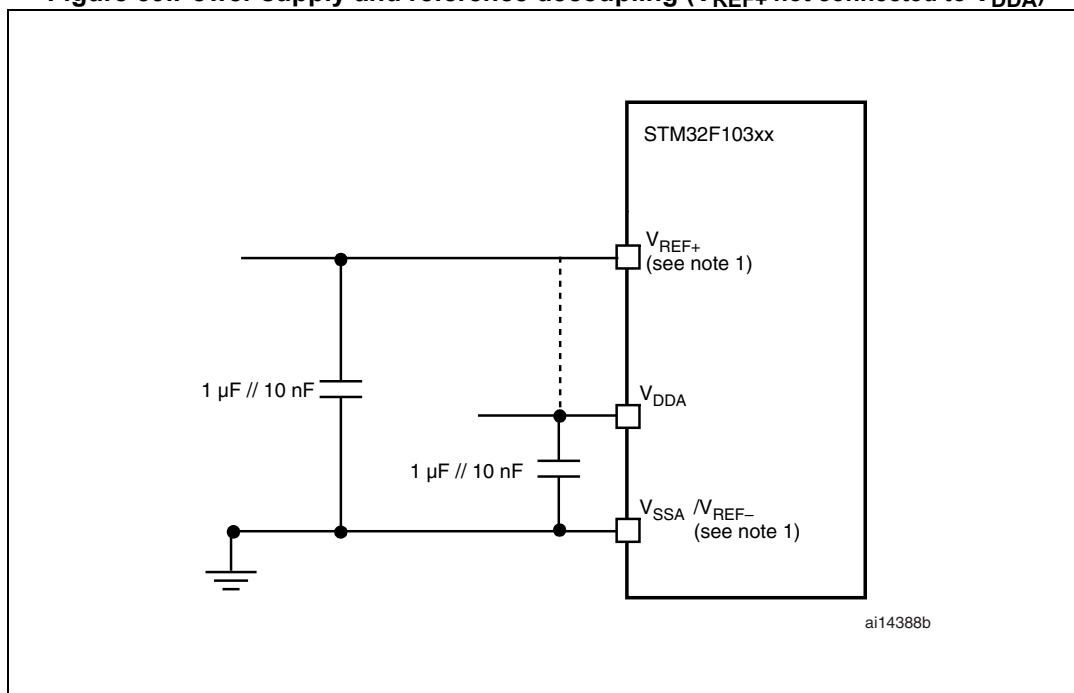 STM32F103xx
VREF+
(see note 1)
1 µF // 10 nF
VDDA
1 µF // 10 nF
VSSA /VREF–
(see note 1)
ai14388b